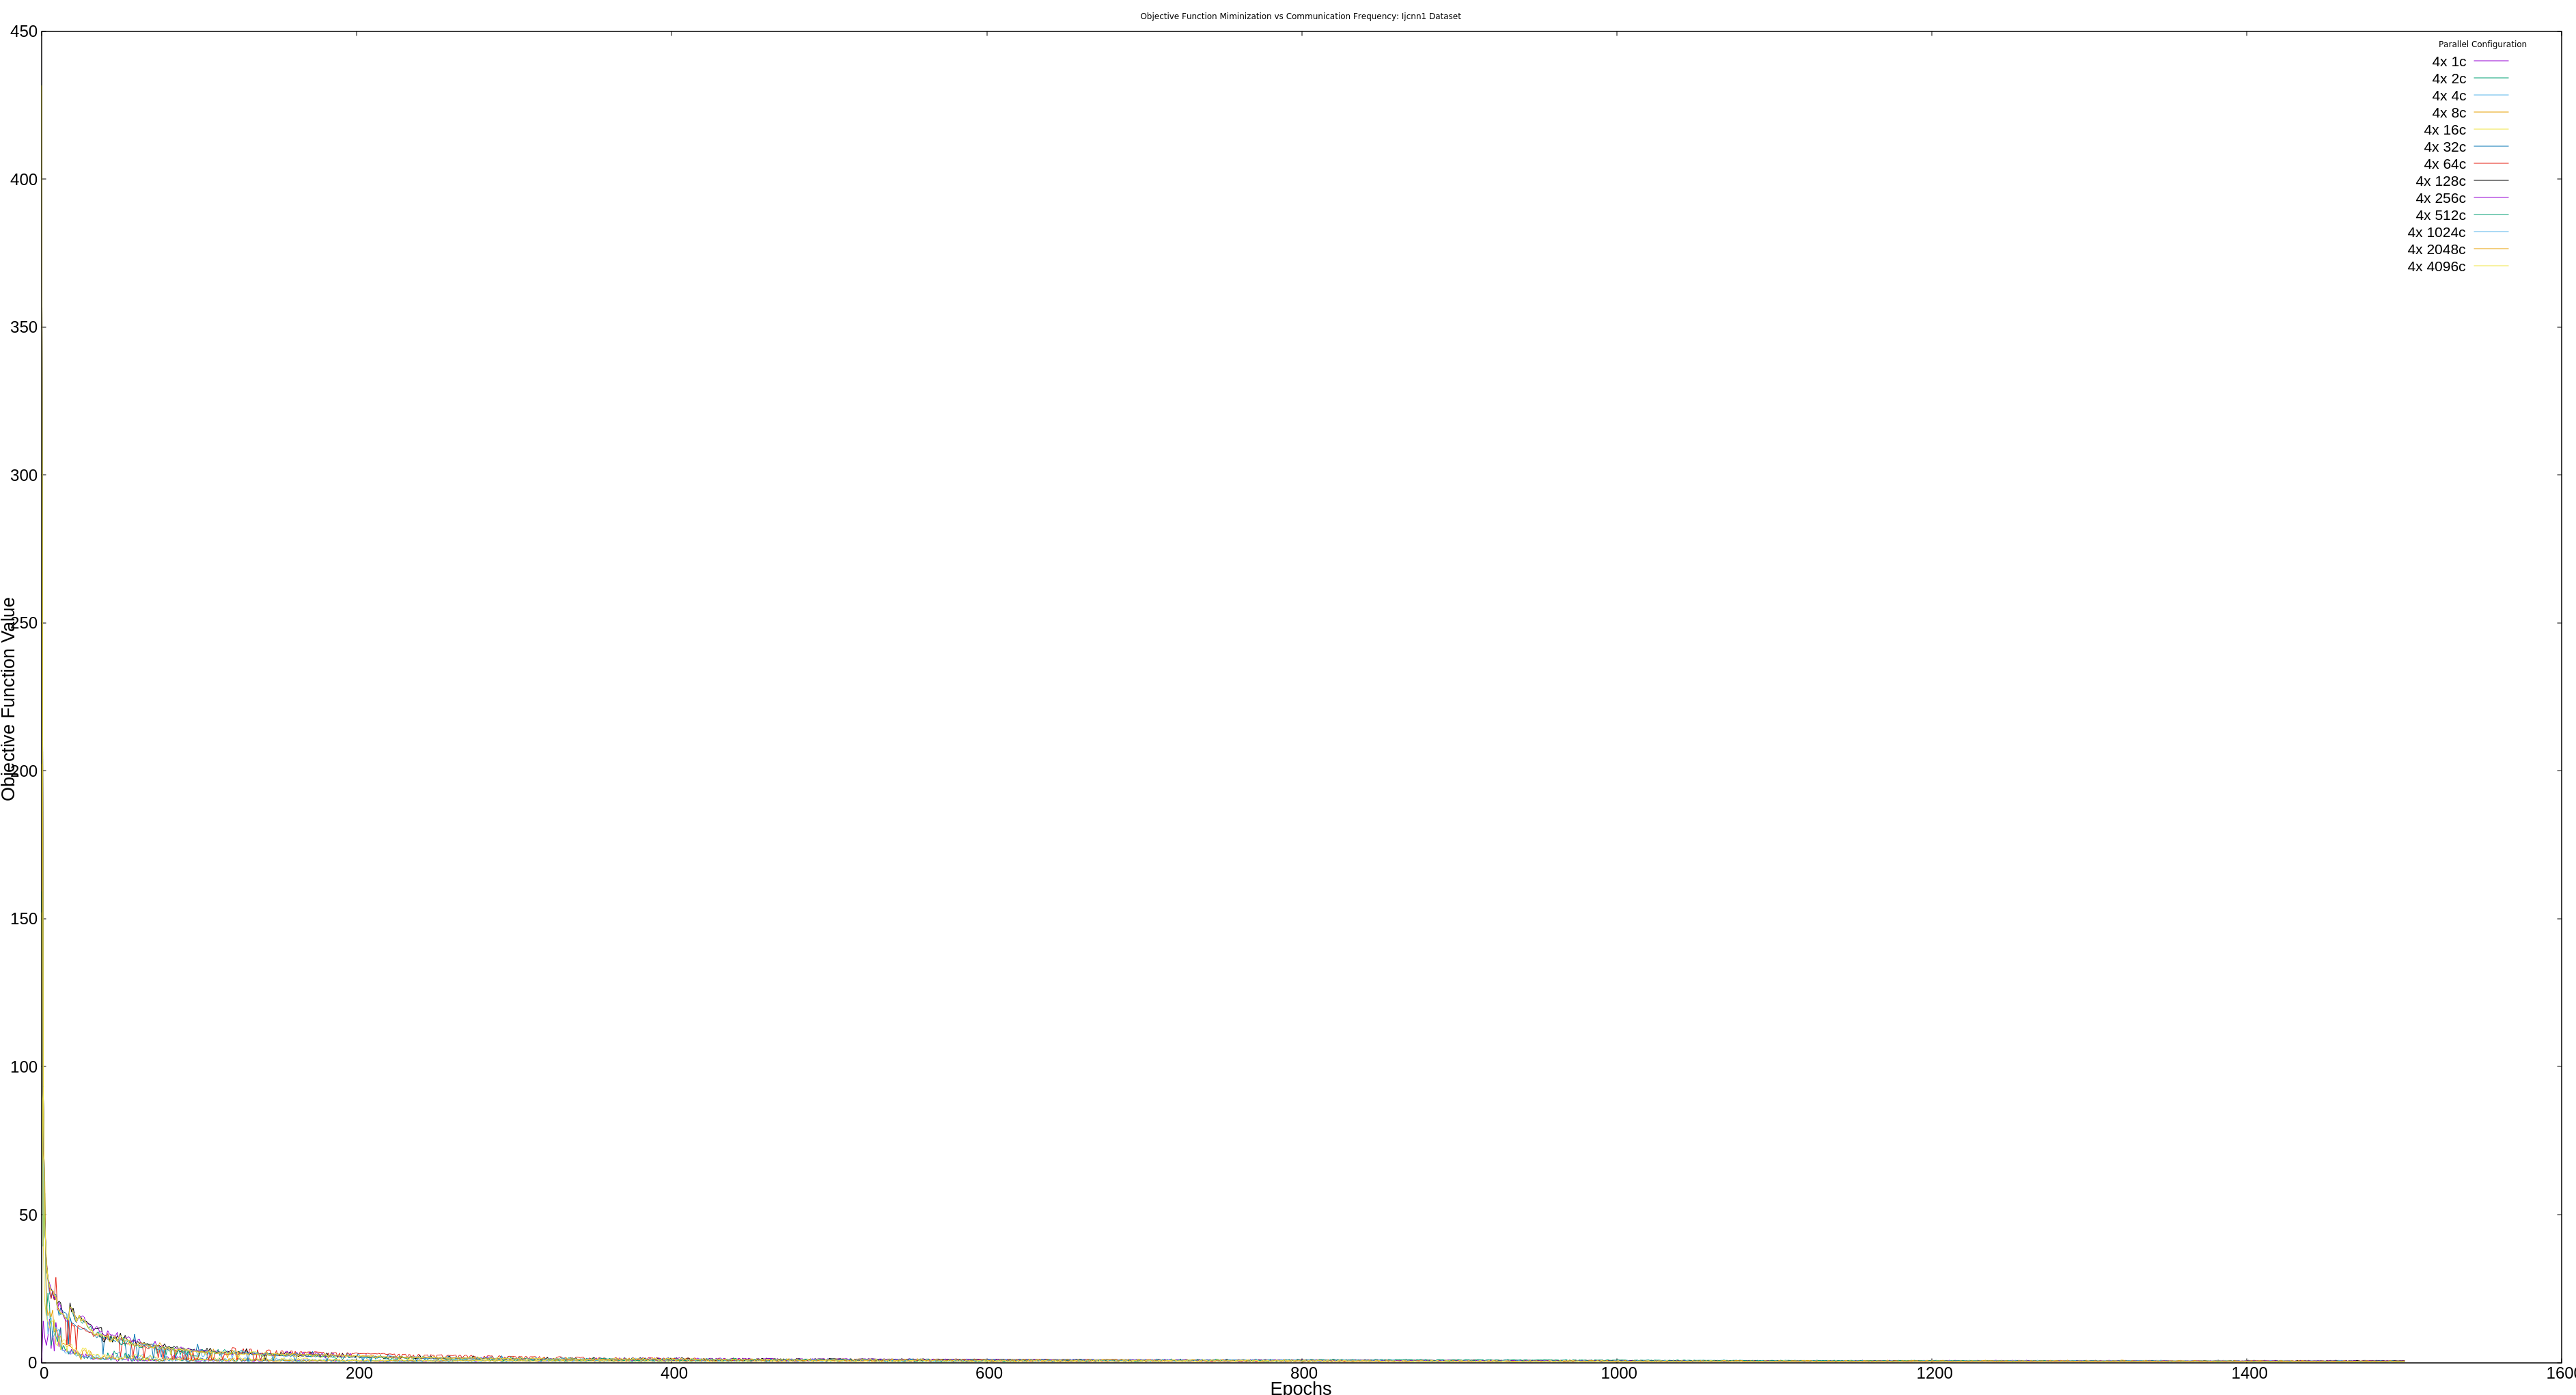 Objective Function Miminization vs Communication Frequency: Ijcnn1 Dataset
Parallel Configuration
4x 1c
4x 2c
4x 4c
4x 8c
4x 16c
4x 32c
4x 64c
4x 128c
4x 256c
4x 512c
4x 1024c
4x 2048c
4x 4096c
Objective Function Value
450
400
350
300
250
200
150
100
50
0
0 200 400 600 800 1000 1200 1400 1600
Epochs